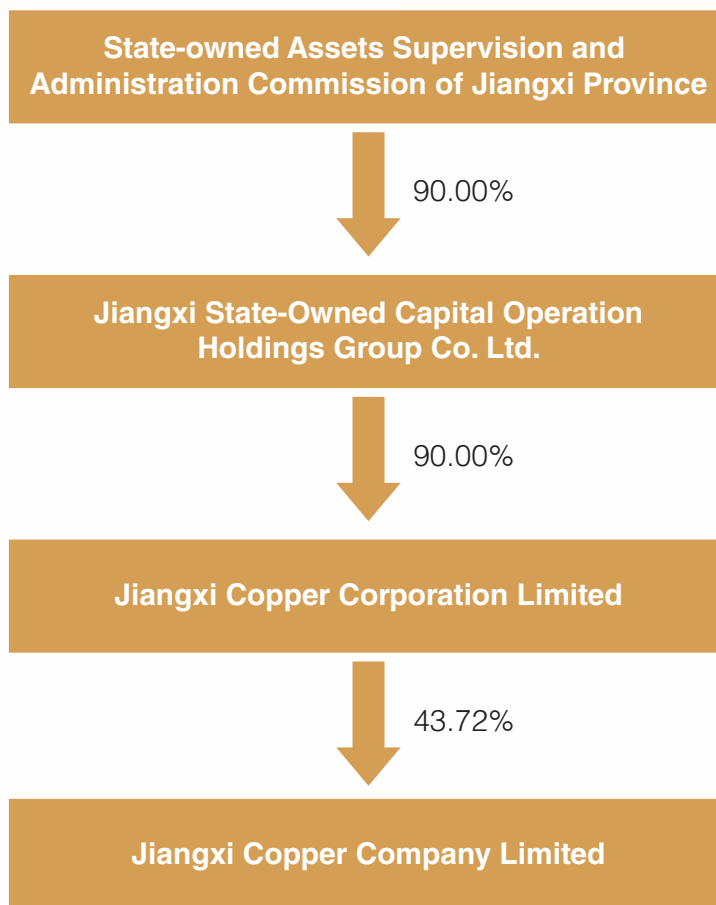 State-owned Assets Supervision and
Administration Commission of Jiangxi Province
90.00%
Jiangxi State-Owned Capital Operation
Holdings Group Co. Ltd.
90.00%
Jiangxi Copper Corporation Limited
43.72%
Jiangxi Copper Company Limited